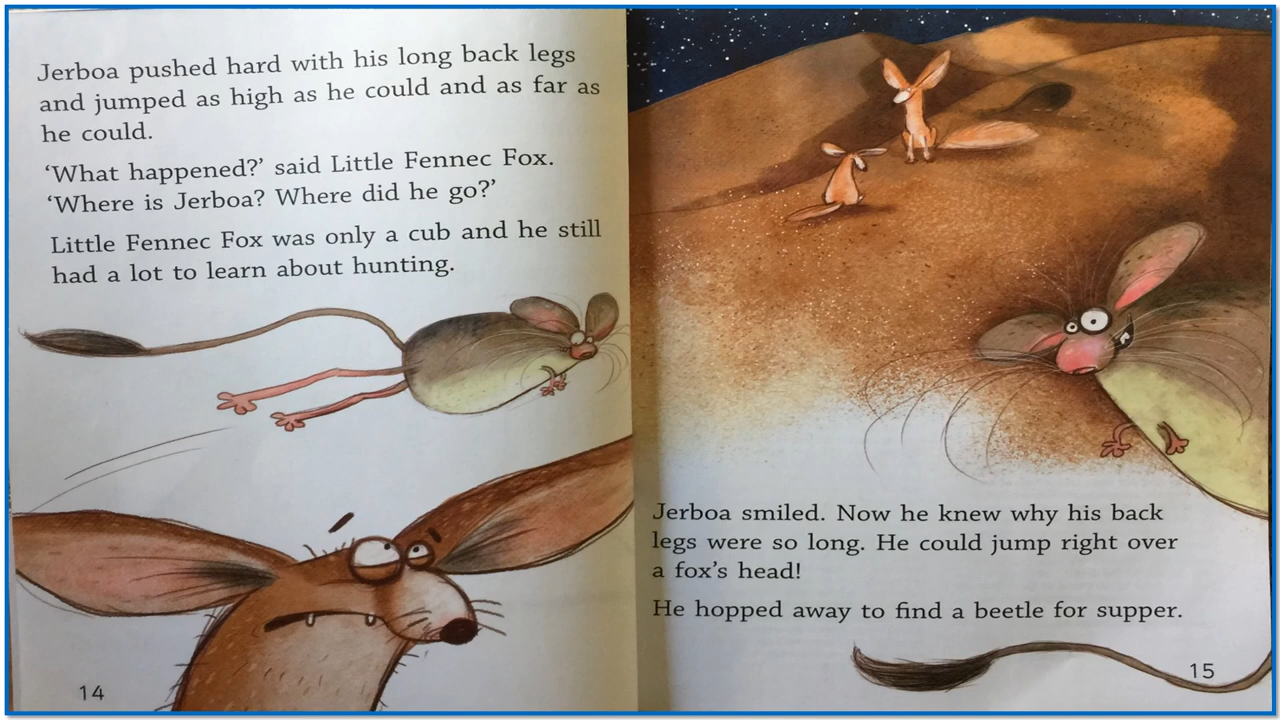 Jerboa pushed hard with his long back legs
and jumped as high as he could and as far as
he could.
‘What happened?’ said Little Fennec Fox.
‘Where is Jerboa? Where did he go?’
Little Fennec Fox was only a cub and he still
had a lot to learn about hunting.
14
Jerboa smiled. Now he knew why his back
legs were so long. He could jump right over
a fox’s head!
He hopped away to find a beetle for supper.
15